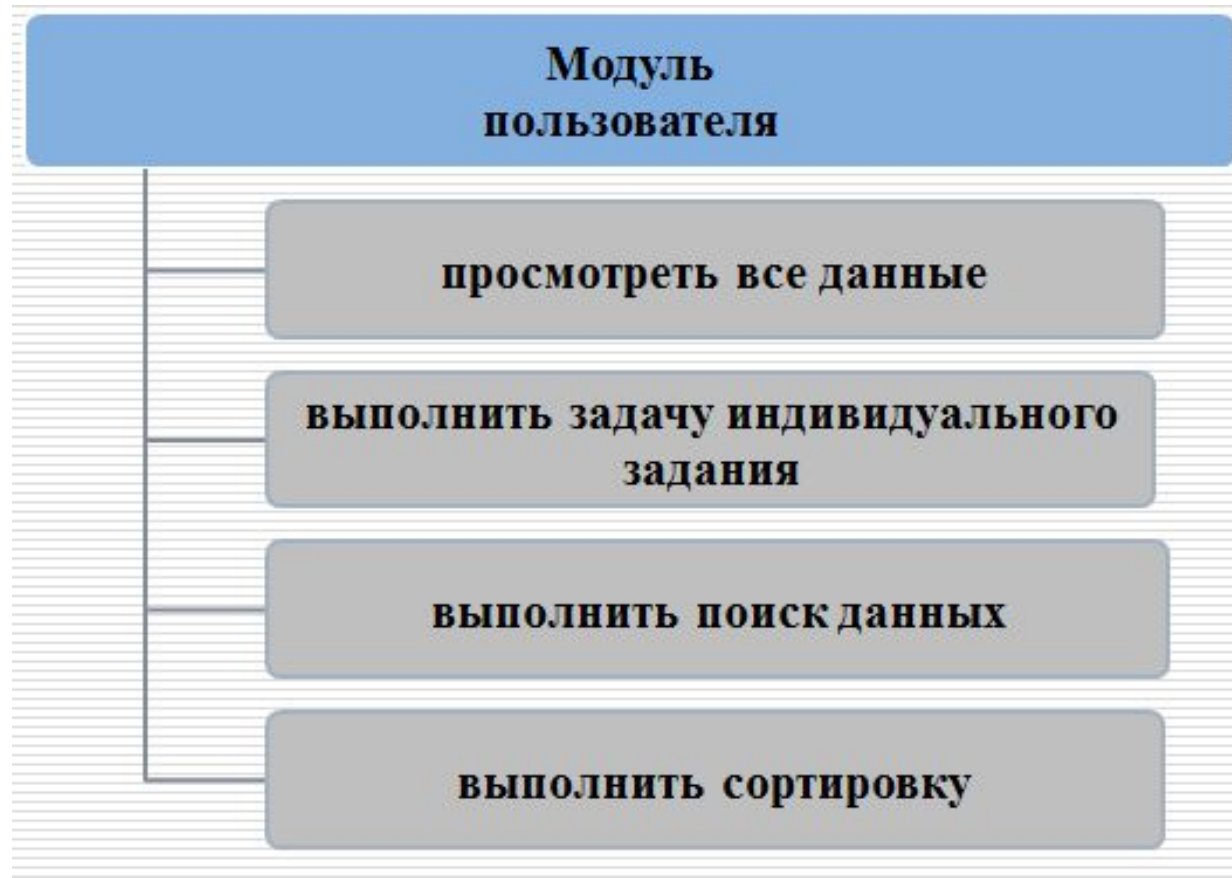 Модуль
пользователя
просмотреть все данные
выполнить задачу индивидуального
задания
выполнить поиск данных
выполнить сортировку